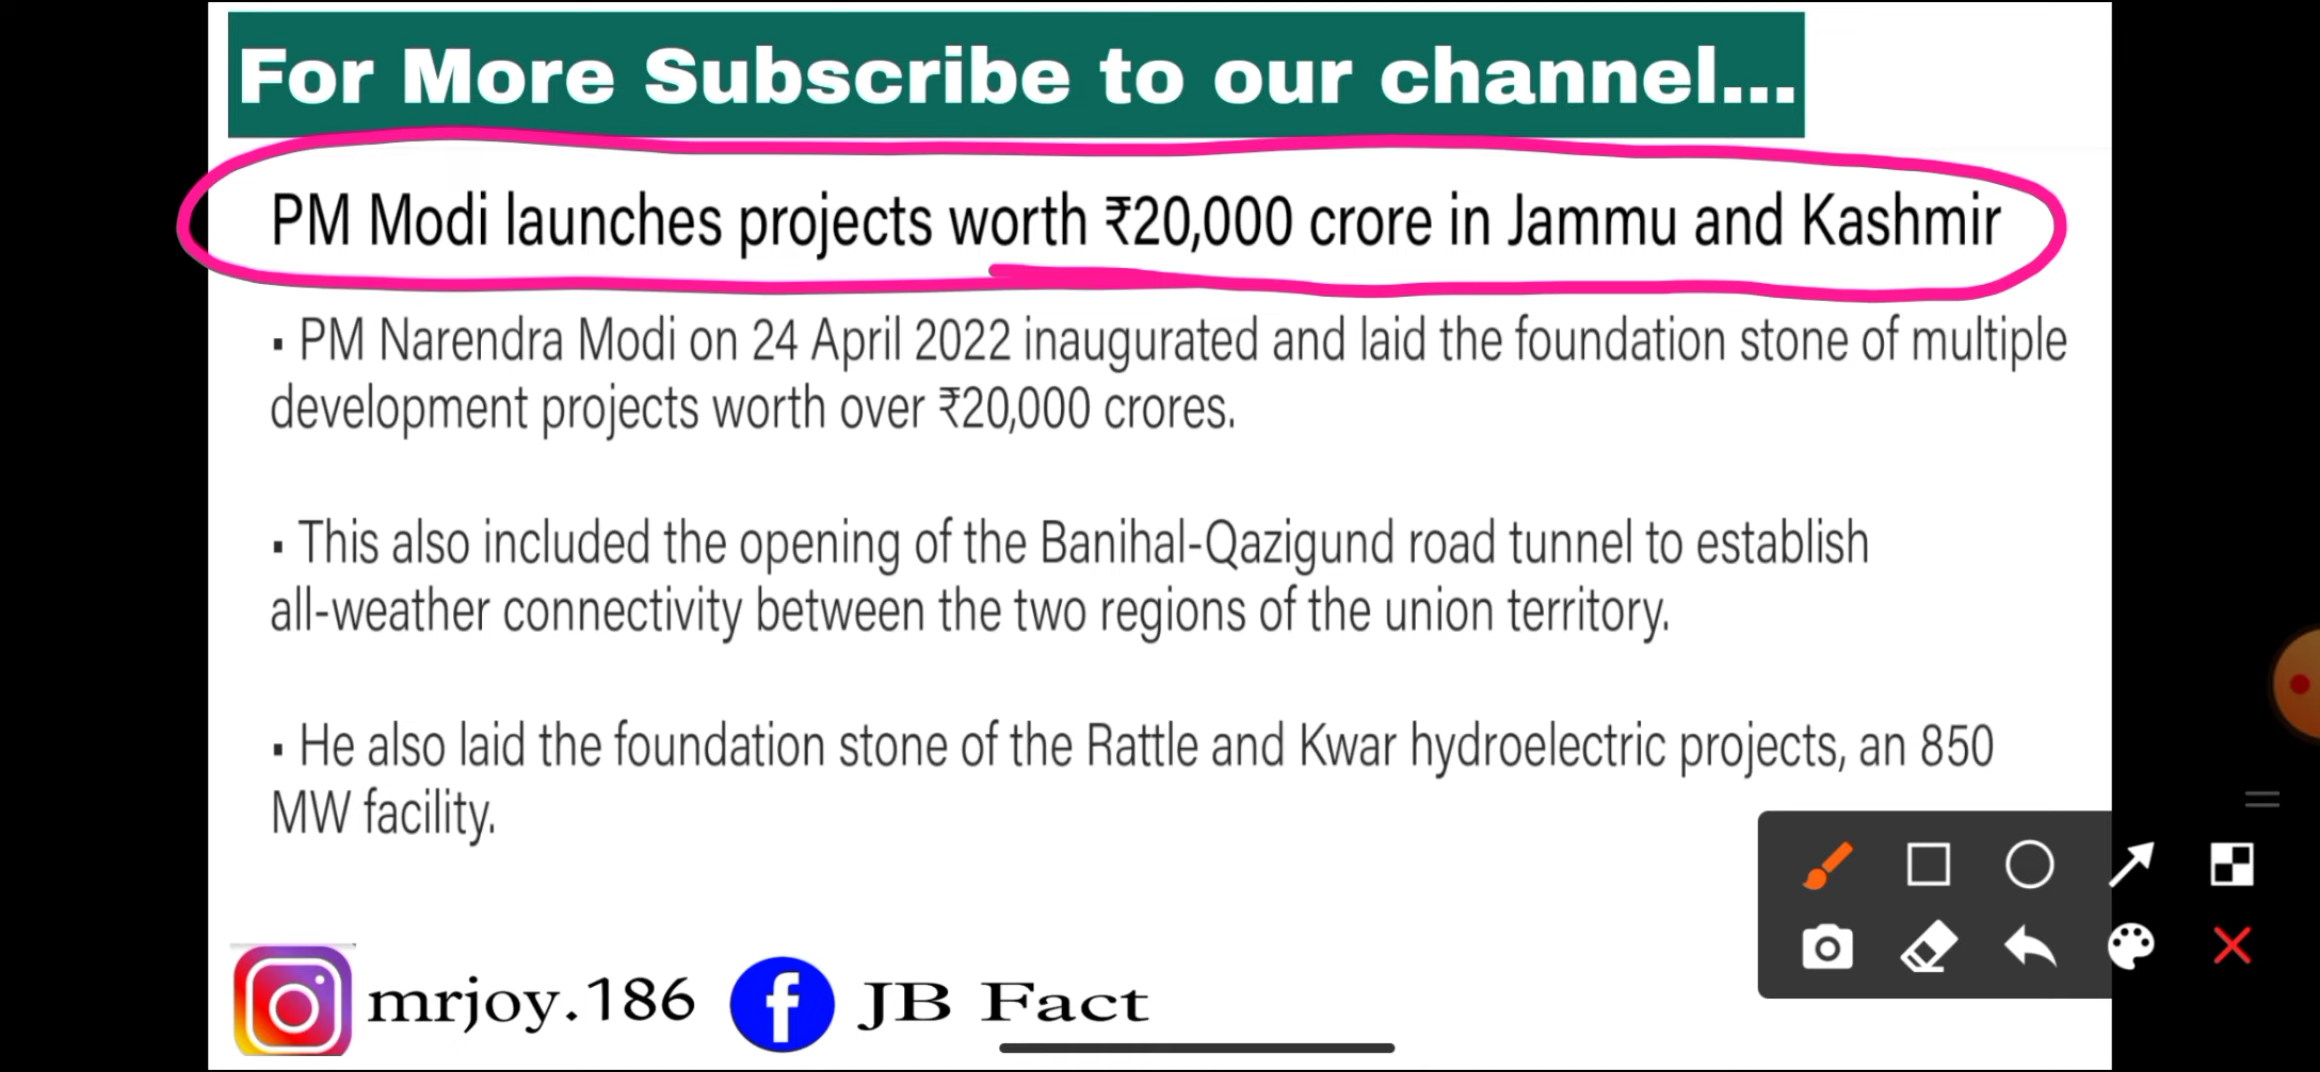 For More Subscribe to our channel...
PM Modi launches projects worth ₹20,000 crore in Jammu and Kashmir
▪ PM Narendra Modi on 24 April 2022 inaugurated and laid the foundation stone of multiple
development projects worth over ₹20,000 crores.
▪ This also included the opening of the Banihal-Qazigund road tunnel to establish
all-weather connectivity between the two regions of the union territory.
▪ He also laid the foundation stone of the Rattle and Kwar hydroelectric projects, an 850
MW facility.
mrjoy.186 f JB Fact